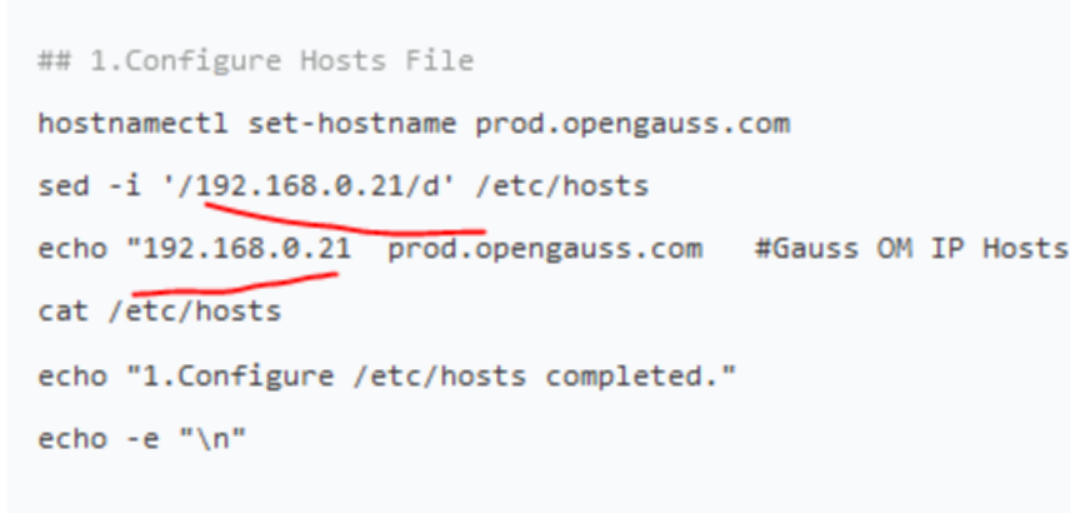 ## 1.Configure Hosts File
hostnamectl set-hostname prod.opengauss.com
sed -i '/192.168.0.21/d' /etc/hosts
echo "192.168.0.21  prod.opengauss.com   #Gauss OM IP Hosts
cat /etc/hosts
echo "1.Configure /etc/hosts completed."
echo -e "\n"